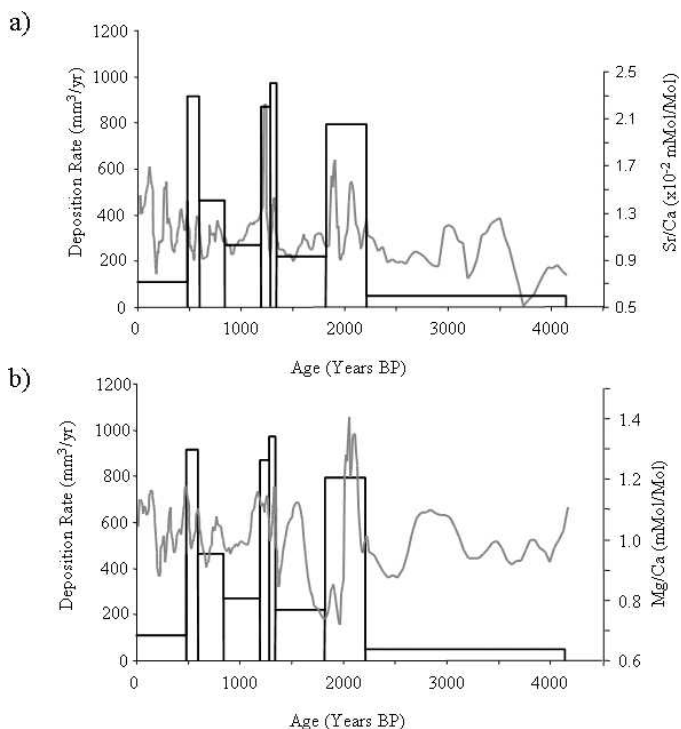 a)
1200
1000
800
600
400
200
0
Deposition Rate (mm³/yr)
2.5
2.1
1.7
1.3
0.9
0.5
Sr/Ca (x10⁻² mMol/Mol)
0 1000 2000 3000 4000
Age (Years BP)
b)
1200
1000
800
600
400
200
0
Deposition Rate (mm³/yr)
1.4
1.2
1.0
0.8
0.6
Mg/Ca (mMol/Mol)
0 1000 2000 3000 4000
Age (Years BP)